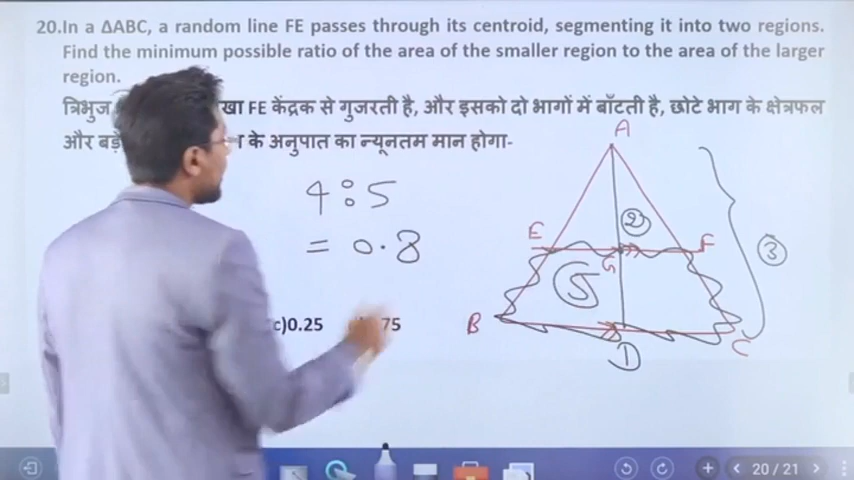 20.In a ΔABC, a random line FE passes through its centroid, segmenting it into two regions.
Find the minimum possible ratio of the area of the smaller region to the area of the larger
region.
त्रिभुज खा FE केंद्रक से गुजरती है, और इसको दो भागों में बाँटती है, छोटे भाग के क्षेत्रफल
और के अनुपात का न्यूनतम मान होगा-
A
4:5
2
E
F
= 0.8
G
3
5
c)0.25 75
B
C
D
20 / 21